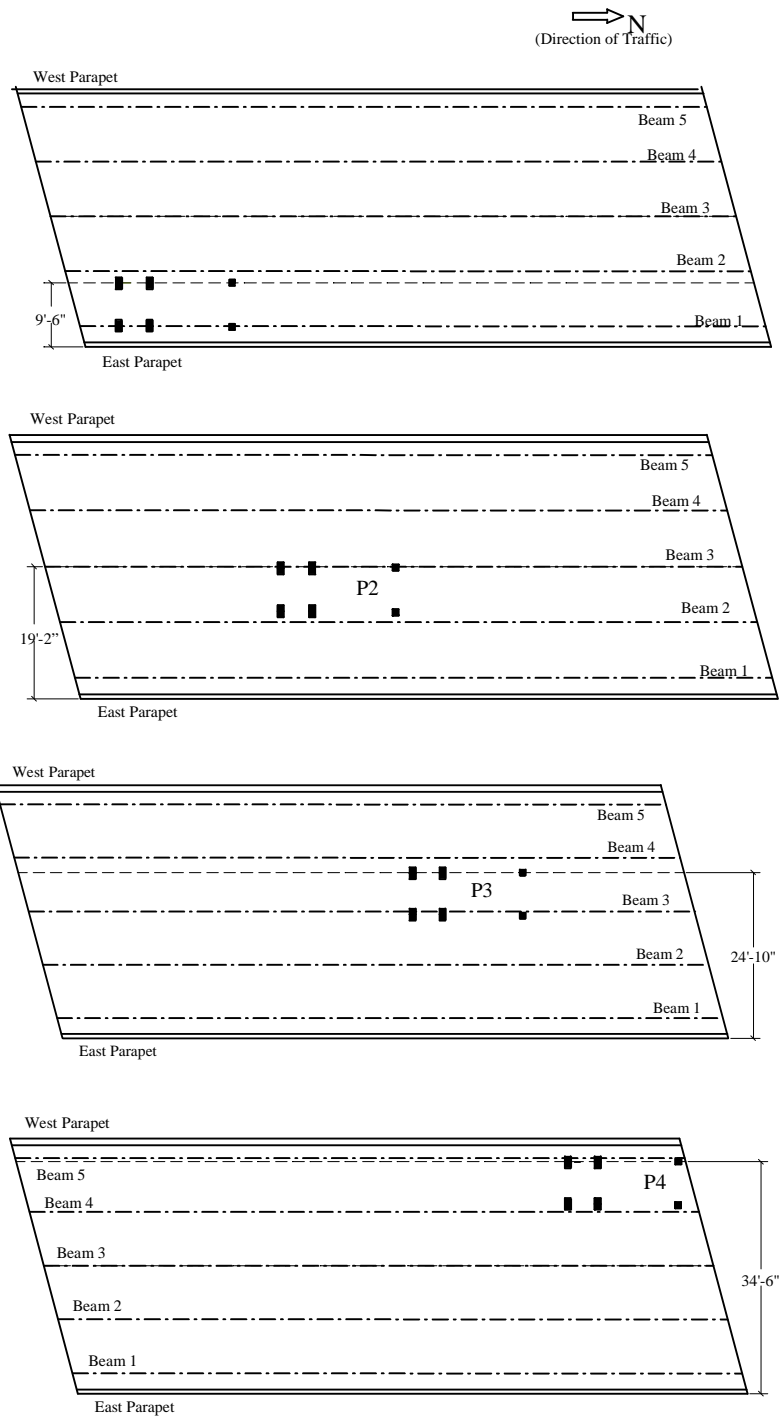 N
(Direction of Traffic)
West Parapet
Beam 5
Beam 4
Beam 3
Beam 2
9'-6"
Beam 1
East Parapet
West Parapet
Beam 5
Beam 4
Beam 3
P2
Beam 2
19'-2”
Beam 1
East Parapet
West Parapet
Beam 5
Beam 4
P3
Beam 3
Beam 2
24'-10"
Beam 1
East Parapet
West Parapet
Beam 5
P4
Beam 4
Beam 3
34'-6"
Beam 2
Beam 1
East Parapet